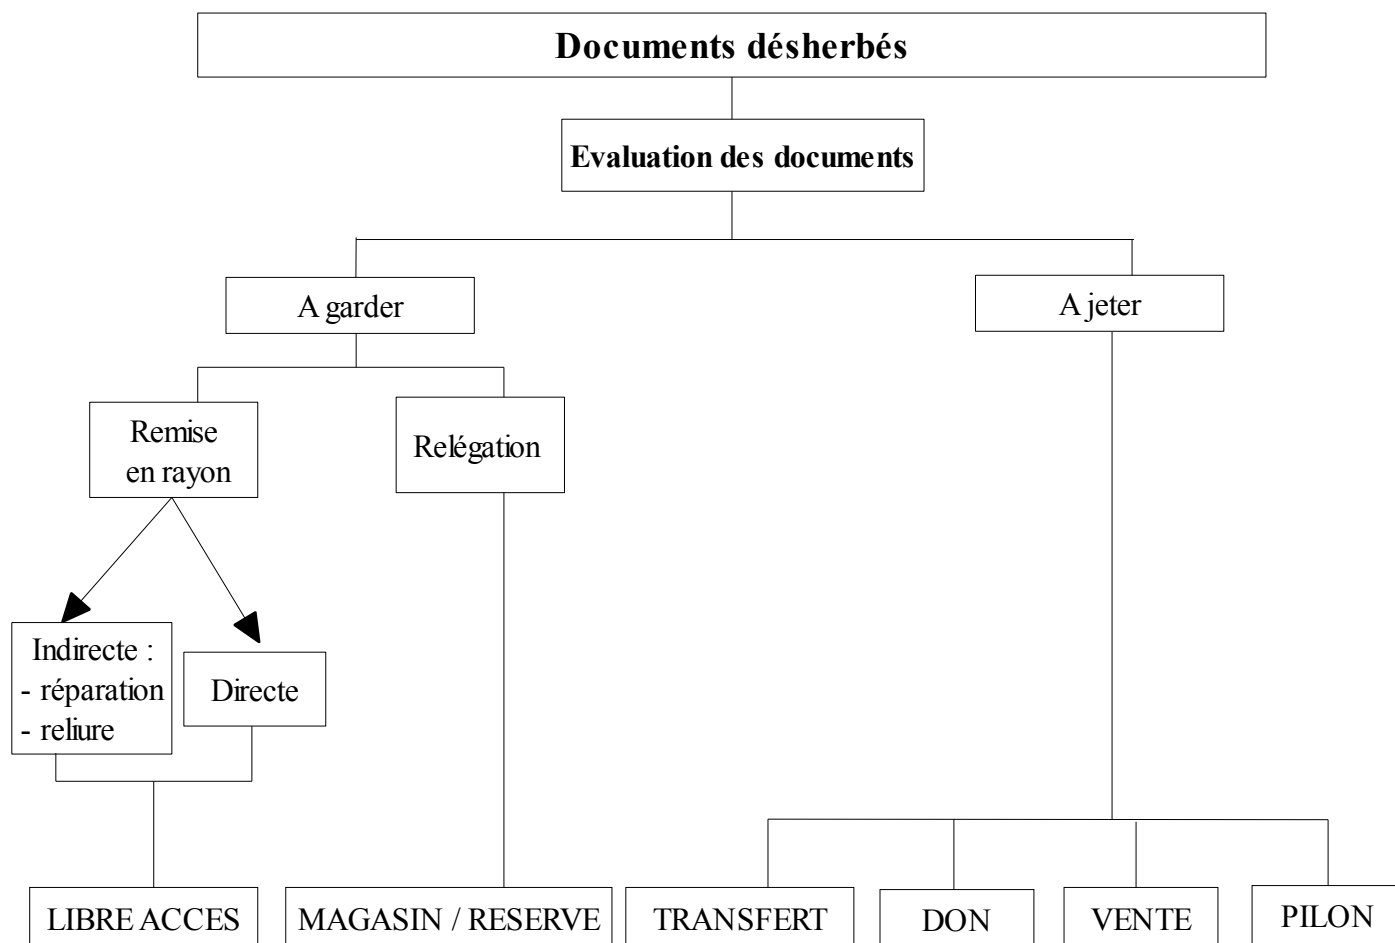 Documents désherbés
Evaluation des documents
A garder
A jeter
Remise
en rayon
Relégation
Indirecte :
- réparation
- reliure
Directe
LIBRE ACCES
MAGASIN / RESERVE
TRANSFERT
DON
VENTE
PILON